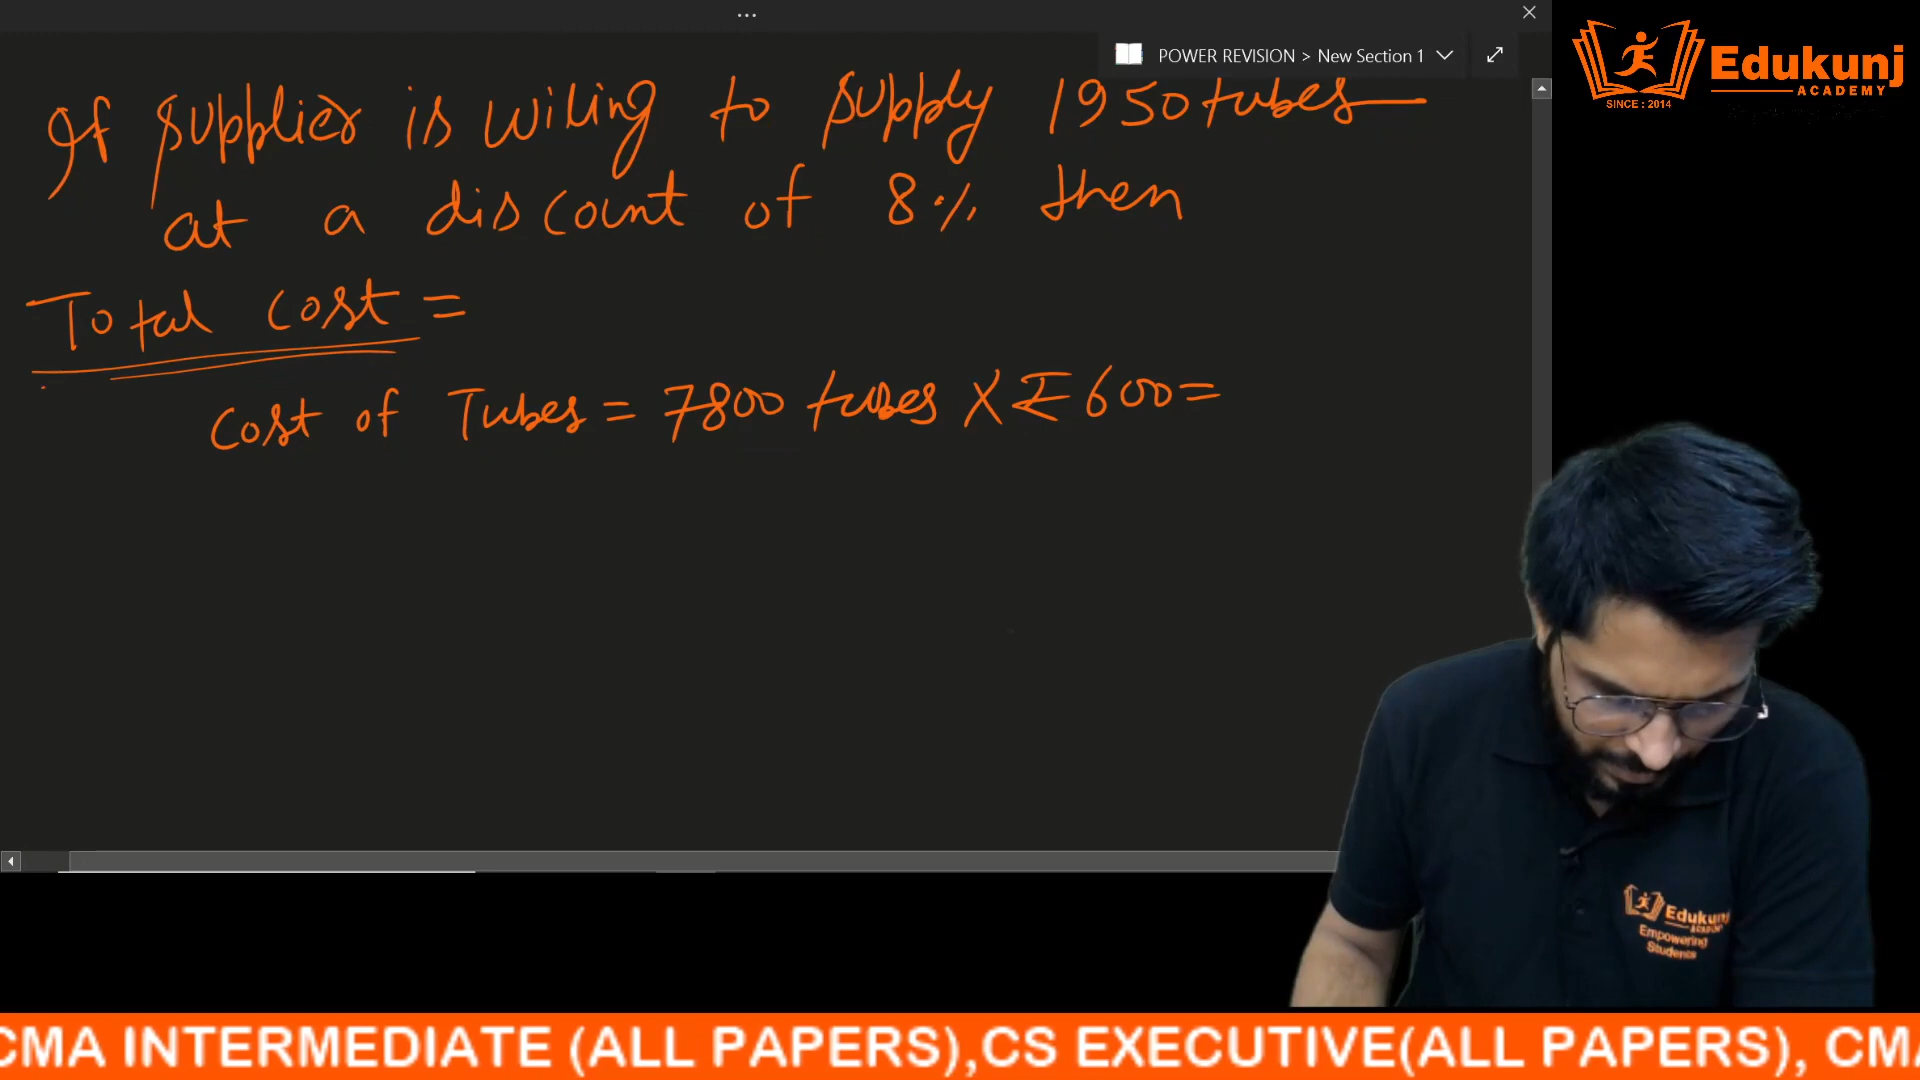 POWER REVISION > New Section 1
Edukunj
ACADEMY
SINCE : 2014
If supplier is wiling to supply 1950 tubes
at a discount of 8% then
Total cost =
Cost of Tubes = 7800 tubes X ₹ 600 =
Edukunj
ACADEMY
Empowering
Students
CMA INTERMEDIATE (ALL PAPERS),CS EXECUTIVE(ALL PAPERS), CMA